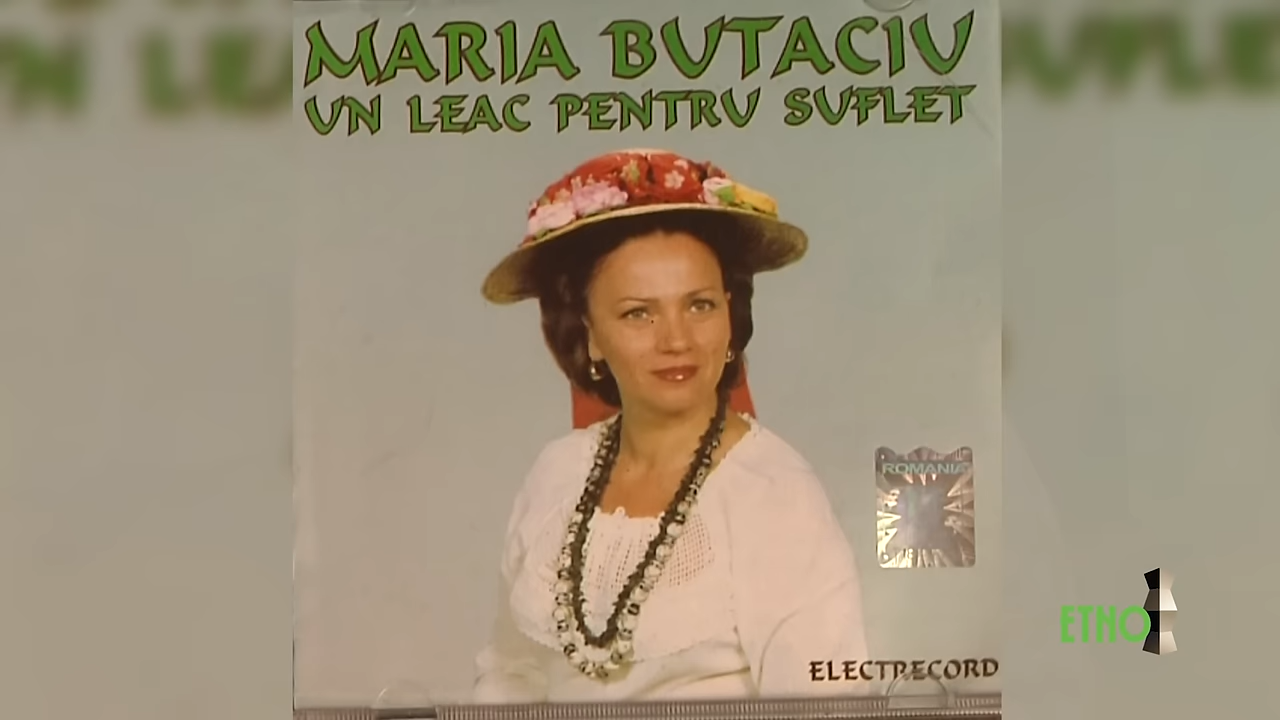 MARIA BUTACIU
UN LEAC PENTRU SUFLET
ROMANIA
ELECTRECORD
ETNO